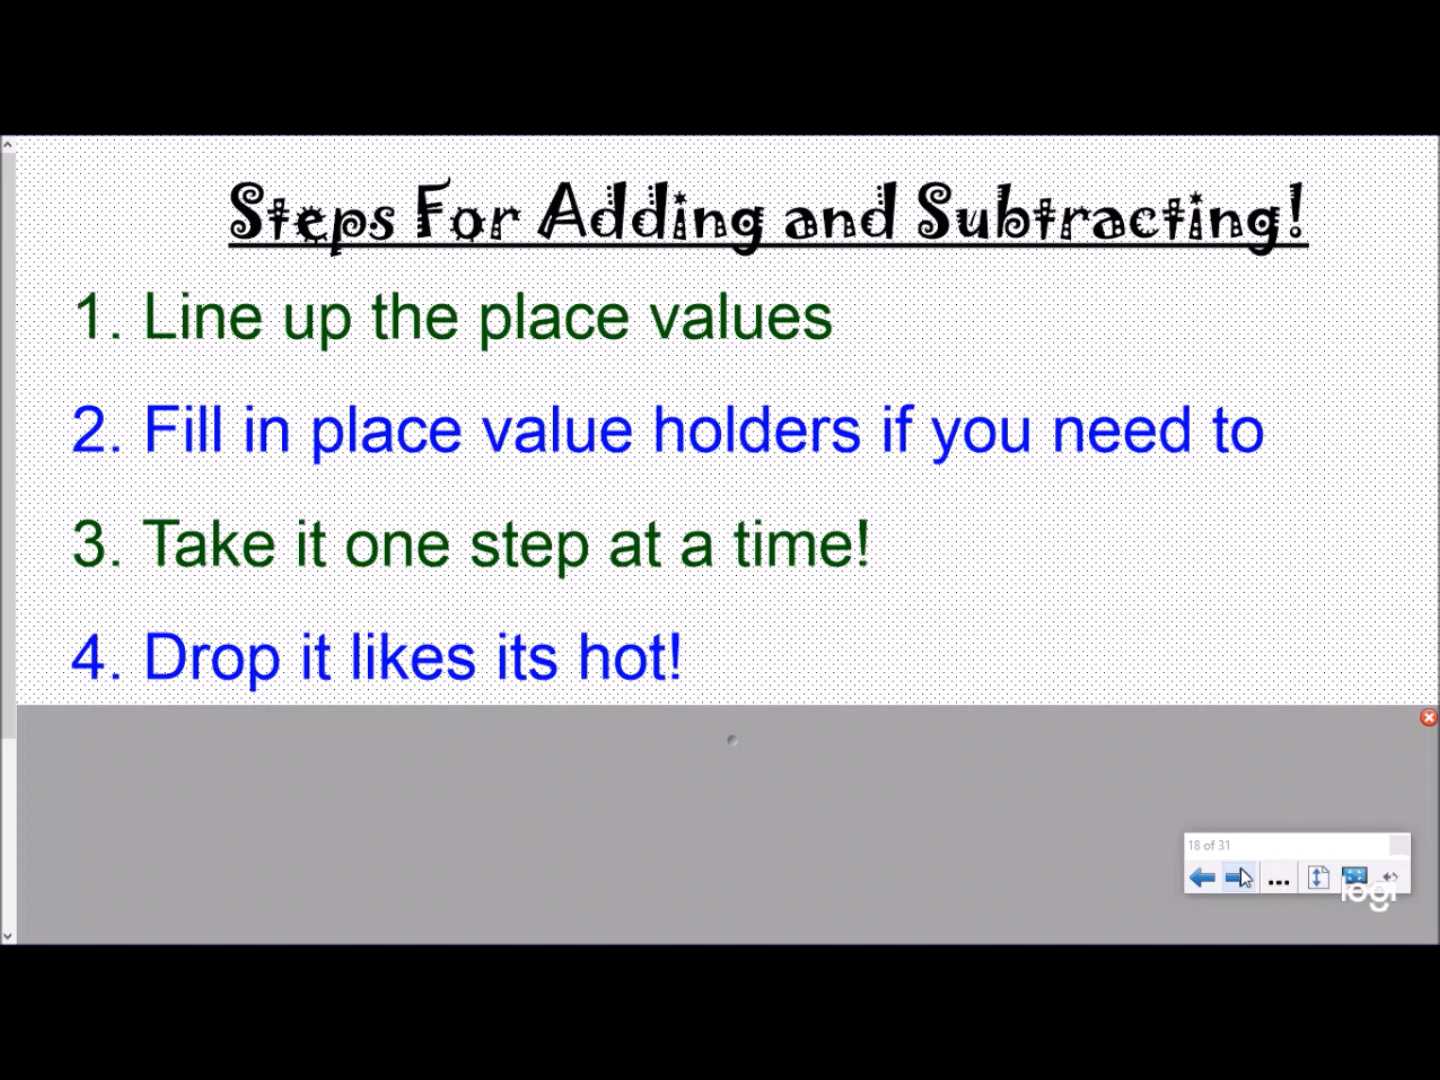 Steps For Adding and Subtracting!
1. Line up the place values
2. Fill in place value holders if you need to
3. Take it one step at a time!
4. Drop it likes its hot!
18 of 31
logi